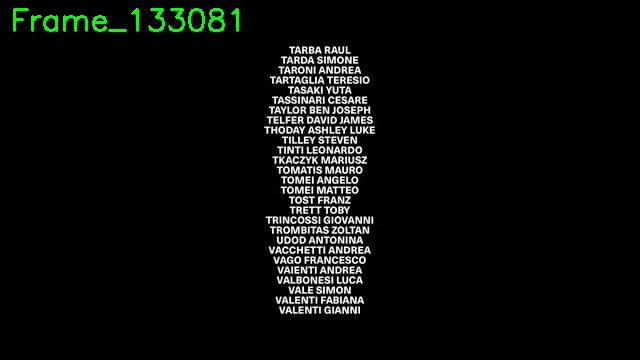 Frame_133081
TARBA RAUL
TARDA SIMONE
TARONI ANDREA
TARTAGLIA TERESIO
TASAKI YUTA
TASSINARI CESARE
TAYLOR BEN JOSEPH
TELFER DAVID JAMES
THODAY ASHLEY LUKE
TILLEY STEVEN
TINTI LEONARDO
TKACZYK MARIUSZ
TOMATIS MAURO
TOMEI ANGELO
TOMEI MATTEO
TOST FRANZ
TRETT TOBY
TRINCOSSI GIOVANNI
TROMBITAS ZOLTAN
UDOD ANTONINA
VACCHETTI ANDREA
VAGO FRANCESCO
VAIENTI ANDREA
VALBONESI LUCA
VALE SIMON
VALENTI FABIANA
VALENTI GIANNI